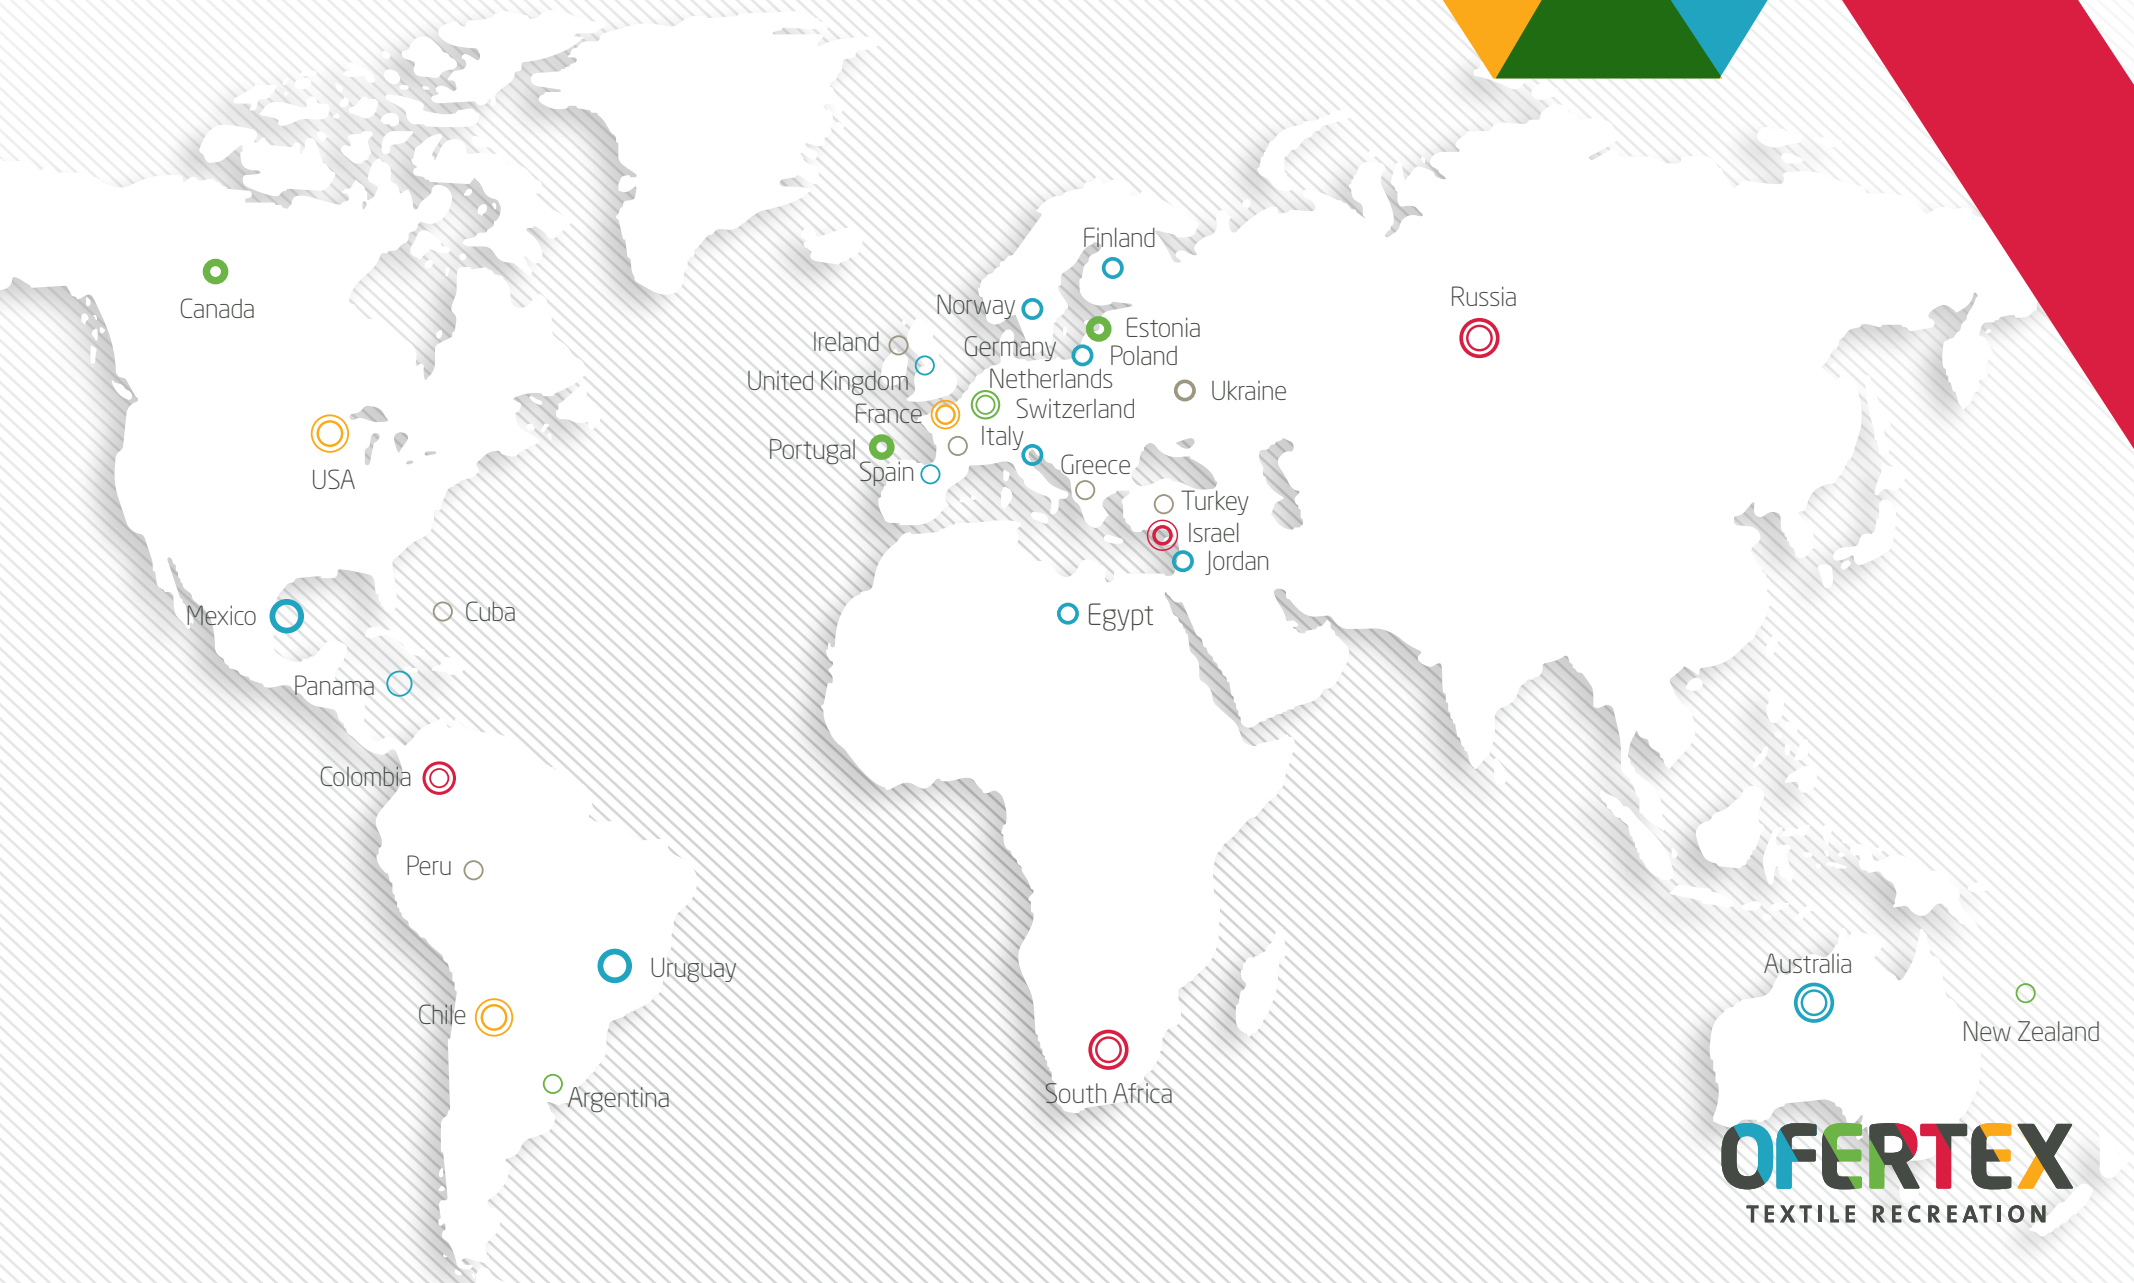 Finland
Russia
Norway
Canada
Estonia
Ireland
Germany
Poland
United Kingdom
Netherlands
Ukraine
France
Switzerland
Italy
Portugal
Spain
Greece
USA
Turkey
Israel
Jordan
Mexico
Cuba
Egypt
Panama
Colombia
Peru
Uruguay
Australia
Chile
New Zealand
Argentina
South Africa
OFERTEX
TEXTILE RECREATION